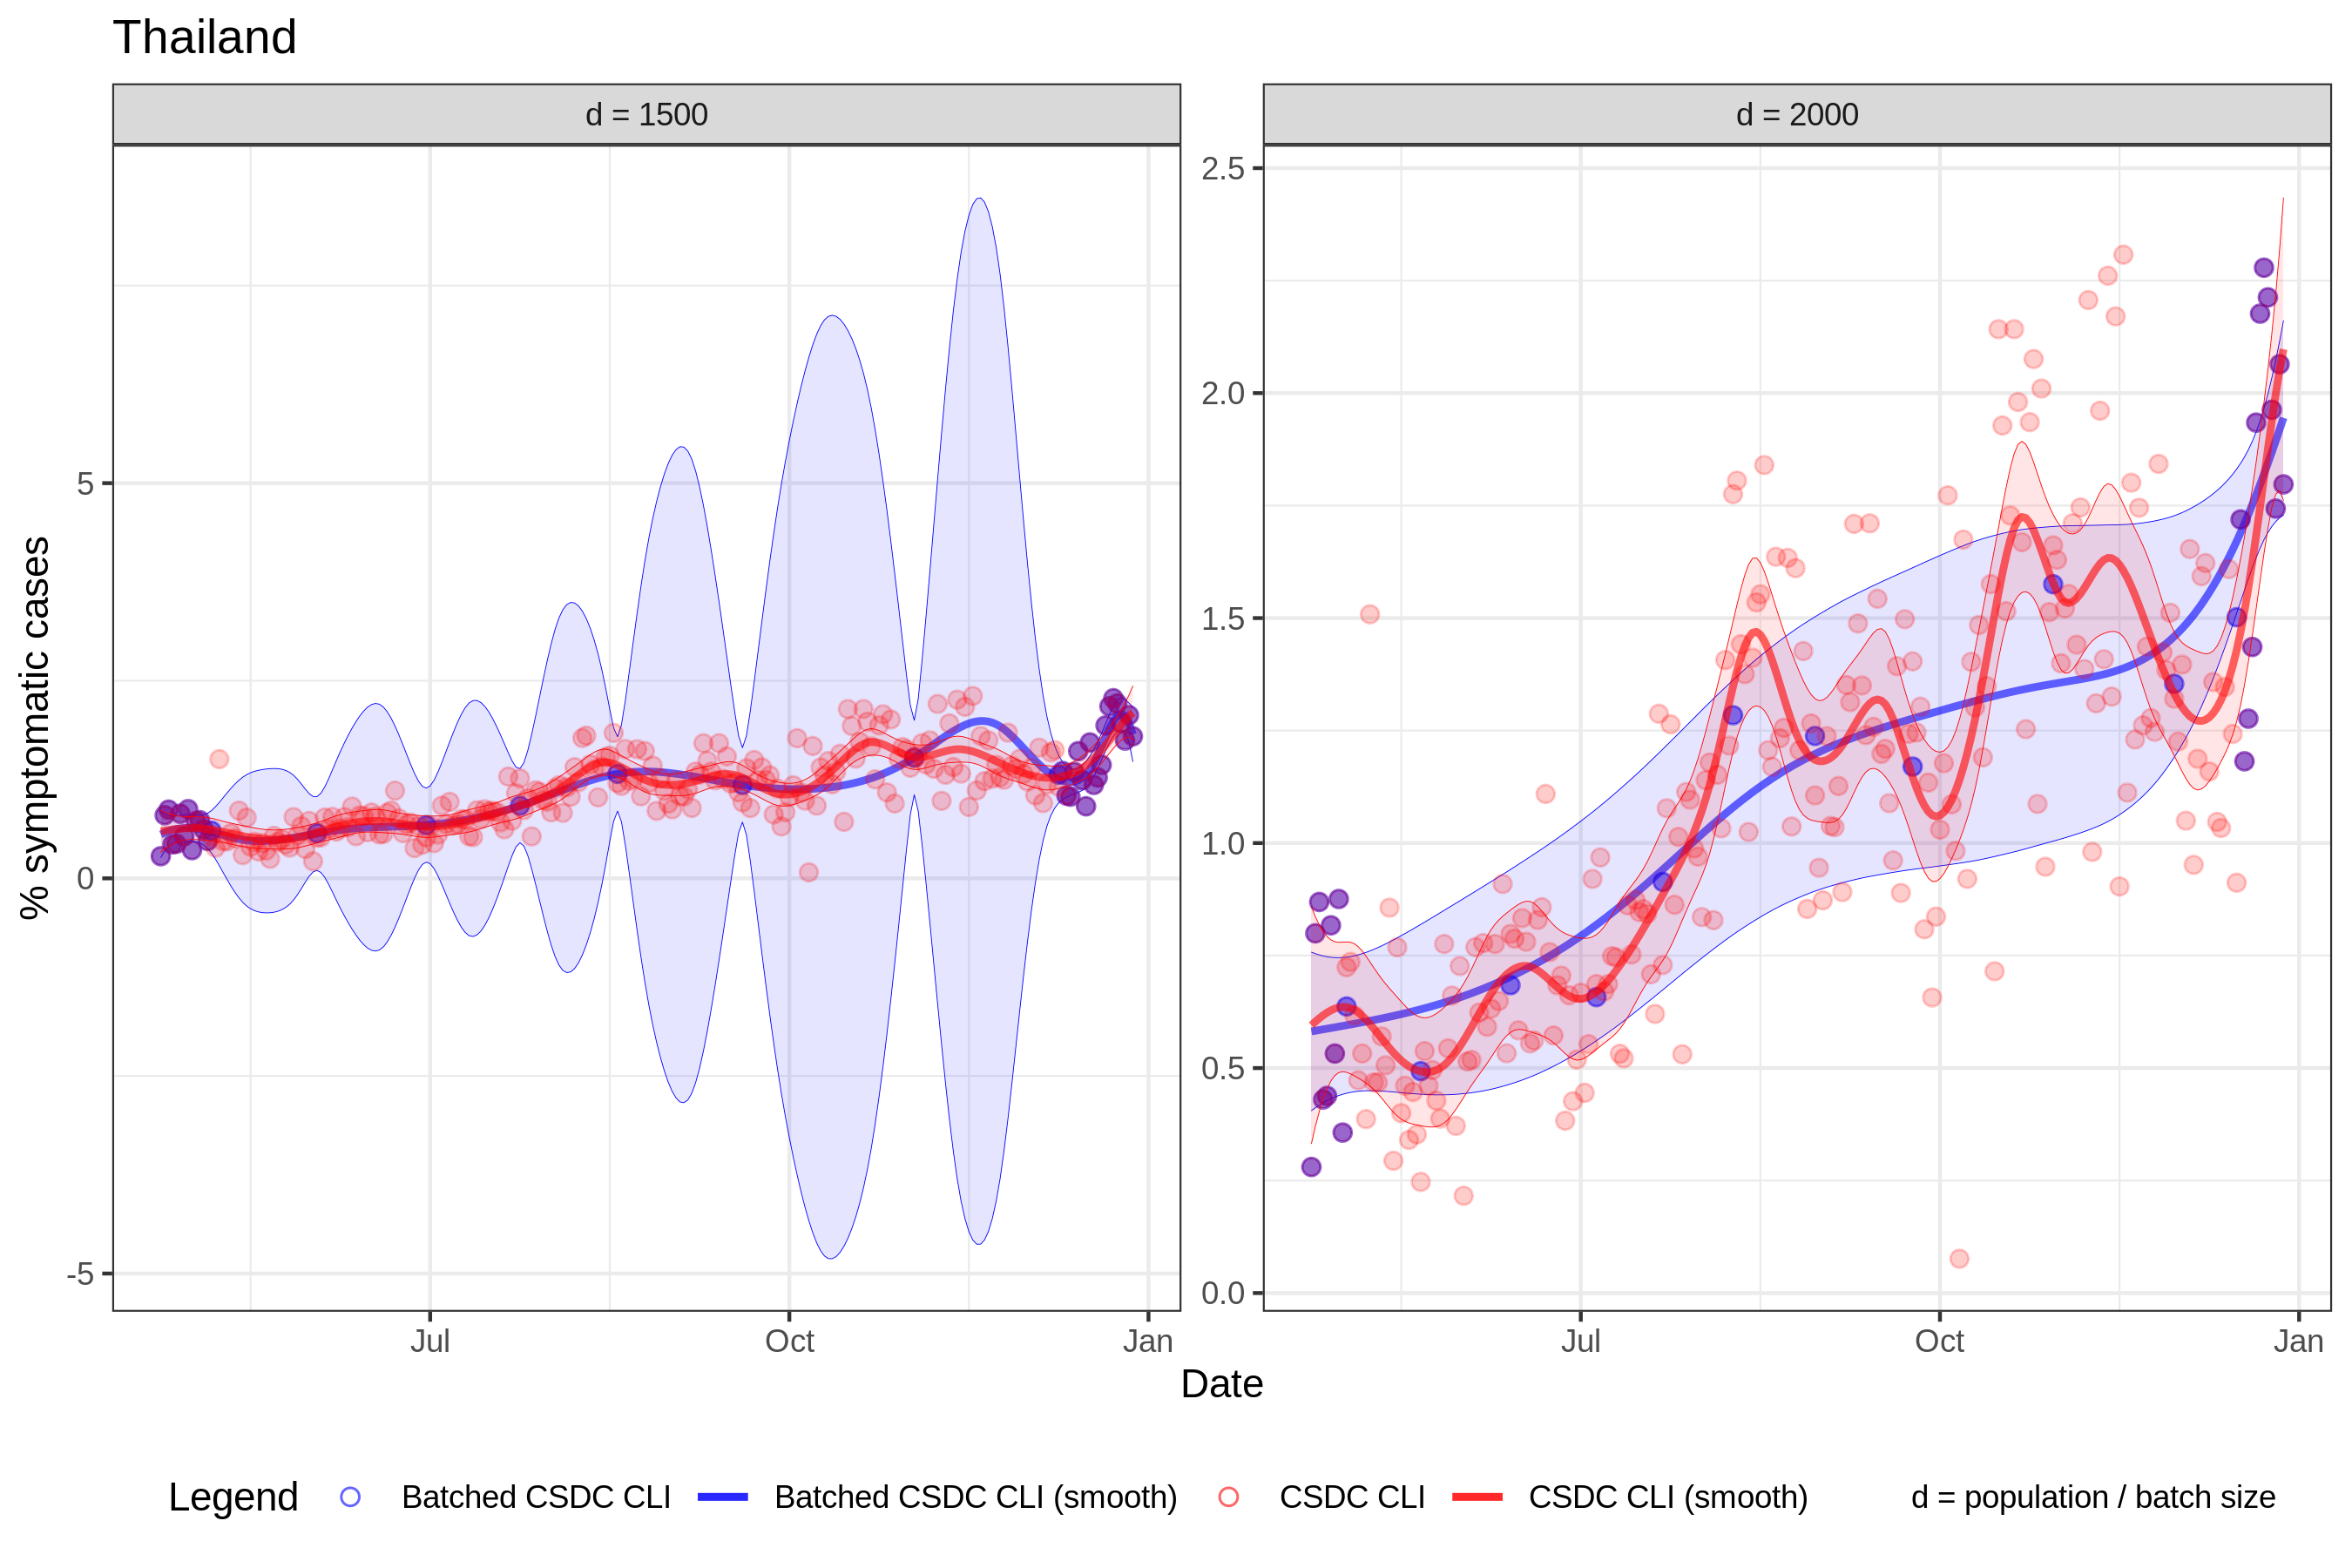 Thailand
d = 1500
d = 2000
% symptomatic cases
5
0
-5
2.5
2.0
1.5
1.0
0.5
0.0
Jul
Oct
Jan
Jul
Oct
Jan
Date
Legend
Batched CSDC CLI
Batched CSDC CLI (smooth)
CSDC CLI
CSDC CLI (smooth)
d = population / batch size